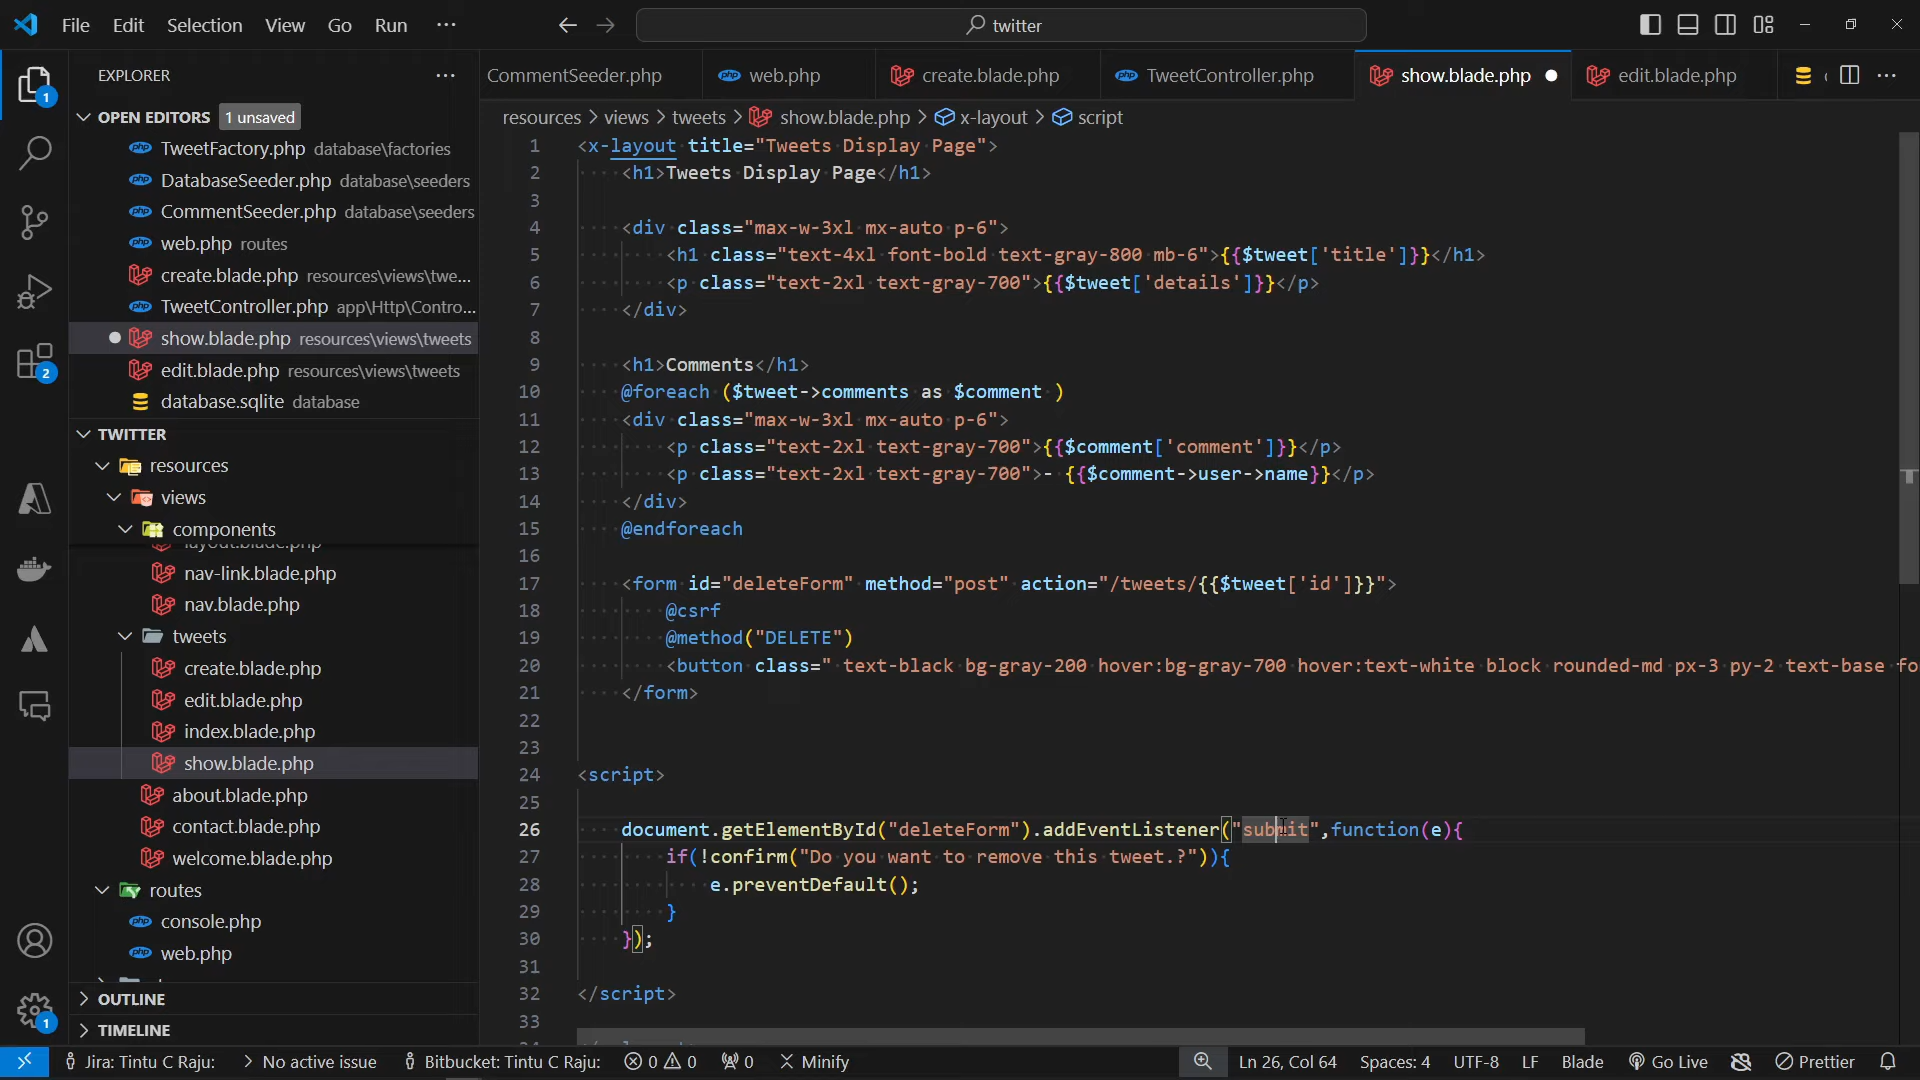 File Edit Selection View Go Run ··· twitter
EXPLORER ···
OPEN EDITORS 1 unsaved
TweetFactory.php database\factories
DatabaseSeeder.php database\seeders
CommentSeeder.php database\seeders
web.php routes
create.blade.php resources\views\twe...
TweetController.php app\Http\Contro...
show.blade.php resources\views\tweets
edit.blade.php resources\views\tweets
database.sqlite database
TWITTER
resources
views
components
layout.blade.php
nav-link.blade.php
nav.blade.php
tweets
create.blade.php
edit.blade.php
index.blade.php
show.blade.php
about.blade.php
contact.blade.php
welcome.blade.php
routes
console.php
web.php
OUTLINE
TIMELINE
1
2
1
CommentSeeder.php web.php create.blade.php TweetController.php show.blade.php edit.blade.php ···
resources > views > tweets > show.blade.php > x-layout > script
1 <x-layout title="Tweets Display Page">
2 <h1>Tweets Display Page</h1>
3
4 <div class="max-w-3xl mx-auto p-6">
5 <h1 class="text-4xl font-bold text-gray-800 mb-6">{{$tweet['title']}}</h1>
6 <p class="text-2xl text-gray-700">{{$tweet['details']}}</p>
7 </div>
8
9 <h1>Comments</h1>
10 @foreach ($tweet->comments as $comment )
11 <div class="max-w-3xl mx-auto p-6">
12 <p class="text-2xl text-gray-700">{{$comment['comment']}}</p>
13 <p class="text-2xl text-gray-700">- {{$comment->user->name}}</p>
14 </div>
15 @endforeach
16
17 <form id="deleteForm" method="post" action="/tweets/{{$tweet['id']}}">
18 @csrf
19 @method("DELETE")
20 <button class=" text-black bg-gray-200 hover:bg-gray-700 hover:text-white block rounded-md px-3 py-2 text-base fo
21 </form>
22
23
24 <script>
25
26 document.getElementById("deleteForm").addEventListener("submit",function(e){
27 if(!confirm("Do you want to remove this tweet.?")){
28 e.preventDefault();
29 }
30 });
31
32 </script>
33
Jira: Tintu C Raju: > No active issue Bitbucket: Tintu C Raju: 0 0 0 Minify Ln 26, Col 64 Spaces: 4 UTF-8 LF Blade Go Live Prettier